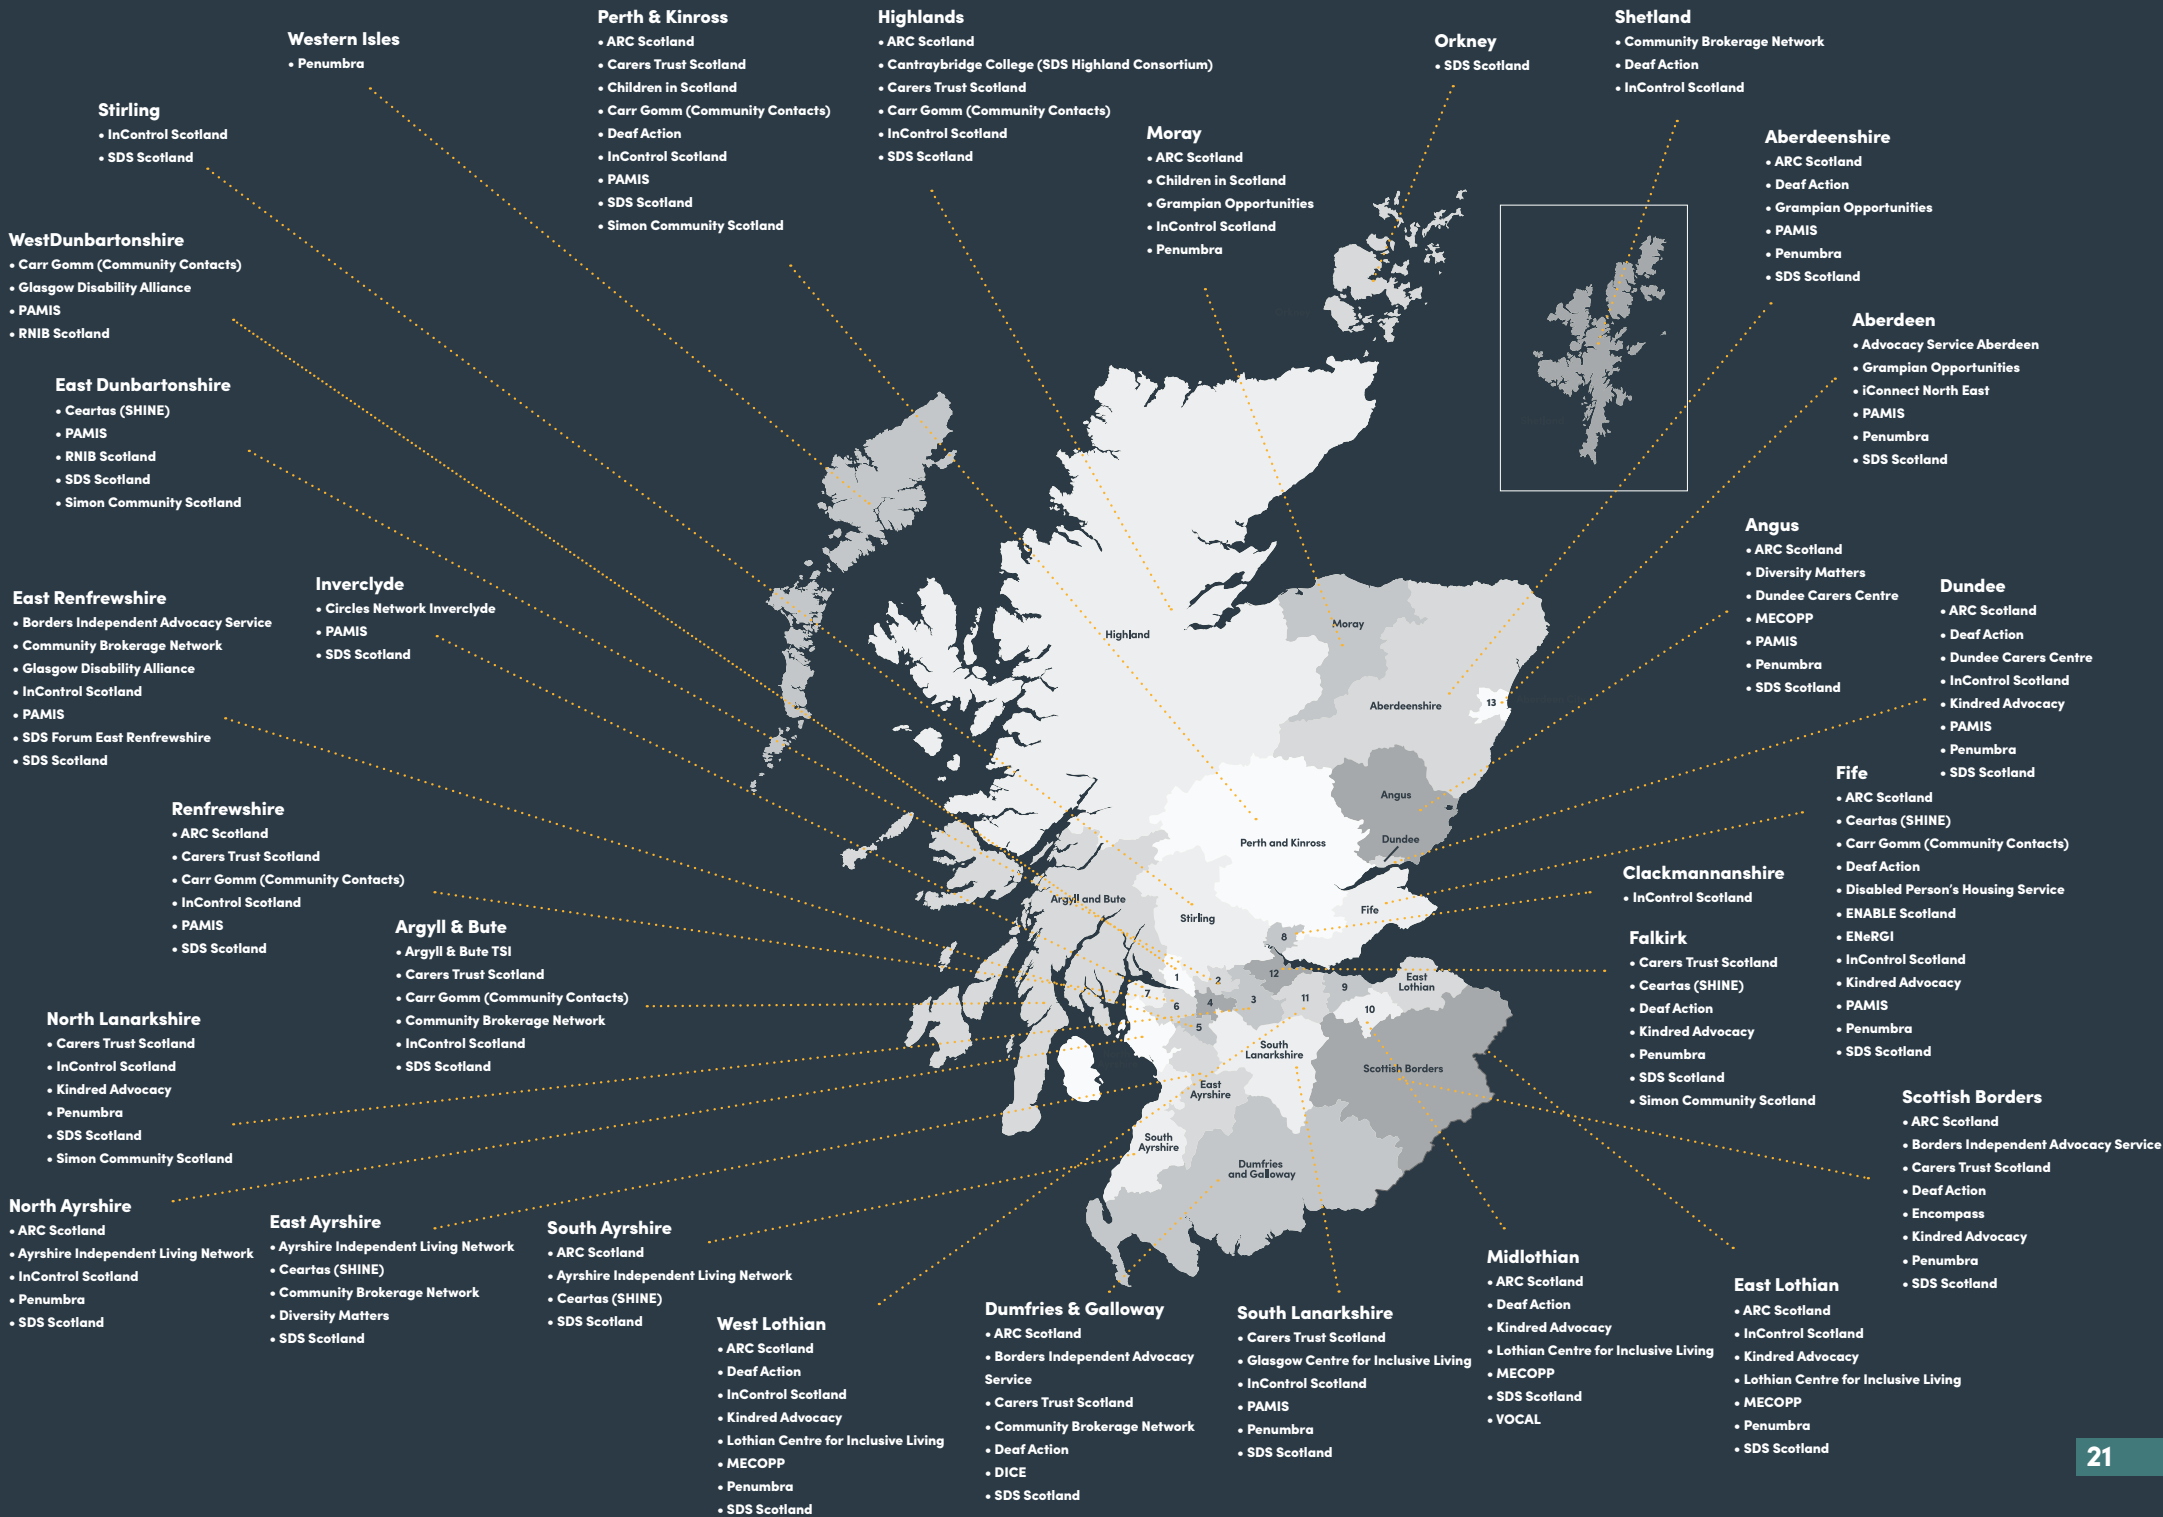 Western Isles
• Penumbra
Perth & Kinross
• ARC Scotland
• Carers Trust Scotland
• Children in Scotland
• Carr Gomm (Community Contacts)
• Deaf Action
• InControl Scotland
• PAMIS
• SDS Scotland
• Simon Community Scotland
Highlands
• ARC Scotland
• Cantraybridge College (SDS Highland Consortium)
• Carers Trust Scotland
• Carr Gomm (Community Contacts)
• InControl Scotland
• SDS Scotland
Orkney
• SDS Scotland
Shetland
• Community Brokerage Network
• Deaf Action
• InControl Scotland
Stirling
• InControl Scotland
• SDS Scotland
Moray
• ARC Scotland
• Children in Scotland
• Grampian Opportunities
• InControl Scotland
• Penumbra
Aberdeenshire
• ARC Scotland
• Deaf Action
• Grampian Opportunities
• PAMIS
• Penumbra
• SDS Scotland
WestDunbartonshire
• Carr Gomm (Community Contacts)
• Glasgow Disability Alliance
• PAMIS
• RNIB Scotland
Aberdeen
• Advocacy Service Aberdeen
• Grampian Opportunities
• iConnect North East
• PAMIS
• Penumbra
• SDS Scotland
East Dunbartonshire
• Ceartas (SHINE)
• PAMIS
• RNIB Scotland
• SDS Scotland
• Simon Community Scotland
Angus
• ARC Scotland
• Diversity Matters
• Dundee Carers Centre
• MECOPP
• PAMIS
• Penumbra
• SDS Scotland
Inverclyde
• Circles Network Inverclyde
• PAMIS
• SDS Scotland
Dundee
• ARC Scotland
• Deaf Action
• Dundee Carers Centre
• InControl Scotland
• Kindred Advocacy
• PAMIS
• Penumbra
• SDS Scotland
East Renfrewshire
• Borders Independent Advocacy Service
• Community Brokerage Network
• Glasgow Disability Alliance
• InControl Scotland
• PAMIS
• SDS Forum East Renfrewshire
• SDS Scotland
Fife
• ARC Scotland
• Ceartas (SHINE)
• Carr Gomm (Community Contacts)
• Deaf Action
• Disabled Person's Housing Service
• ENABLE Scotland
• ENeRGI
• InControl Scotland
• Kindred Advocacy
• PAMIS
• Penumbra
• SDS Scotland
Renfrewshire
• ARC Scotland
• Carers Trust Scotland
• Carr Gomm (Community Contacts)
• InControl Scotland
• PAMIS
• SDS Scotland
Clackmannanshire
• InControl Scotland
Argyll & Bute
• Argyll & Bute TSI
• Carers Trust Scotland
• Carr Gomm (Community Contacts)
• Community Brokerage Network
• InControl Scotland
• SDS Scotland
Falkirk
• Carers Trust Scotland
• Ceartas (SHINE)
• Deaf Action
• Kindred Advocacy
• Penumbra
• SDS Scotland
• Simon Community Scotland
North Lanarkshire
• Carers Trust Scotland
• InControl Scotland
• Kindred Advocacy
• Penumbra
• SDS Scotland
• Simon Community Scotland
Scottish Borders
• ARC Scotland
• Borders Independent Advocacy Service
• Carers Trust Scotland
• Deaf Action
• Encompass
• Kindred Advocacy
• Penumbra
• SDS Scotland
North Ayrshire
• ARC Scotland
• Ayrshire Independent Living Network
• InControl Scotland
• Penumbra
• SDS Scotland
East Ayrshire
• Ayrshire Independent Living Network
• Ceartas (SHINE)
• Community Brokerage Network
• Diversity Matters
• SDS Scotland
South Ayrshire
• ARC Scotland
• Ayrshire Independent Living Network
• Ceartas (SHINE)
• SDS Scotland
West Lothian
• ARC Scotland
• Deaf Action
• InControl Scotland
• Kindred Advocacy
• Lothian Centre for Inclusive Living
• MECOPP
• Penumbra
• SDS Scotland
Dumfries & Galloway
• ARC Scotland
• Borders Independent Advocacy
Service
• Carers Trust Scotland
• Community Brokerage Network
• Deaf Action
• DICE
• SDS Scotland
South Lanarkshire
• Carers Trust Scotland
• Glasgow Centre for Inclusive Living
• InControl Scotland
• PAMIS
• Penumbra
• SDS Scotland
Midlothian
• ARC Scotland
• Deaf Action
• Kindred Advocacy
• Lothian Centre for Inclusive Living
• MECOPP
• SDS Scotland
• VOCAL
East Lothian
• ARC Scotland
• InControl Scotland
• Kindred Advocacy
• Lothian Centre for Inclusive Living
• MECOPP
• Penumbra
• SDS Scotland
Highland
Moray
Aberdeenshire
13
Angus
Dundee
Perth and Kinross
Argyll and Bute
Stirling
Fife
8
1
2
12
7
6
4
3
11
9
10
5
East
Lothian
South
Lanarkshire
Scottish Borders
East
Ayrshire
South
Ayrshire
Dumfries
and Galloway
21